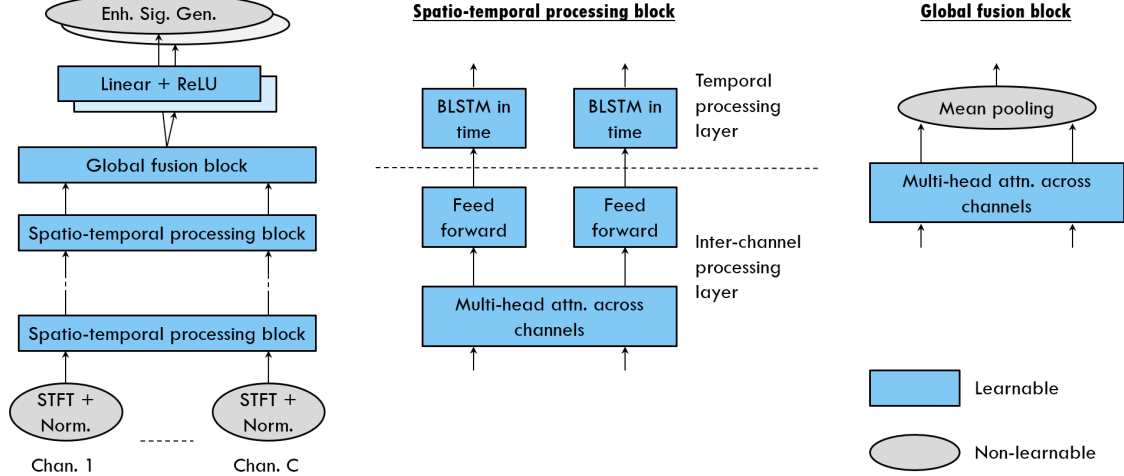 Enh. Sig. Gen.
Linear + ReLU
Global fusion block
Spatio-temporal processing block
Spatio-temporal processing block
STFT +
Norm.
STFT +
Norm.
Chan. 1
Chan. C
Spatio-temporal processing block
BLSTM in
time
BLSTM in
time
Temporal
processing
layer
Feed
forward
Feed
forward
Inter-channel
processing
layer
Multi-head attn. across
channels
Global fusion block
Mean pooling
Multi-head attn. across
channels
Learnable
Non-learnable